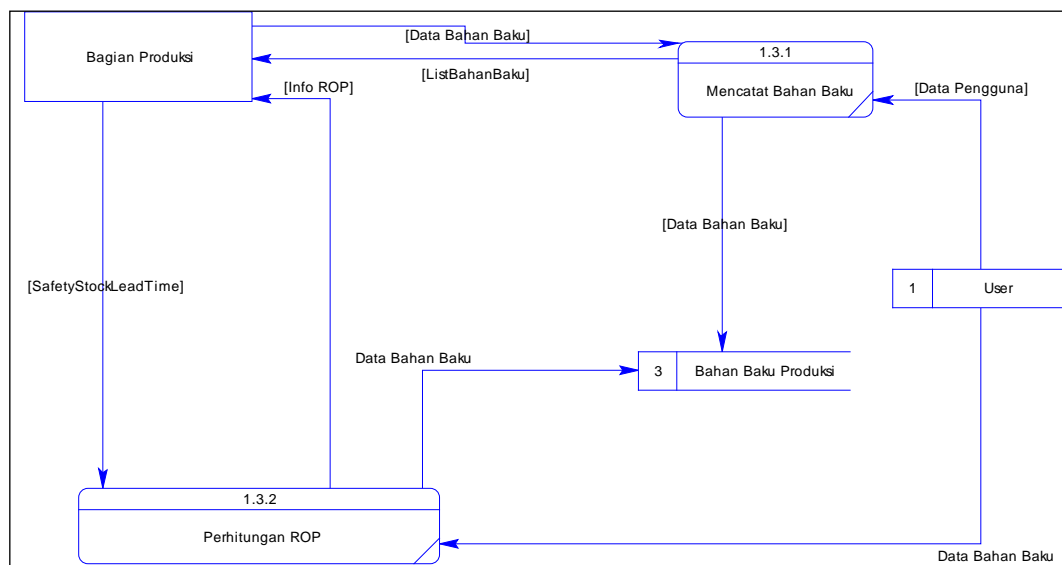 [Data Bahan Baku]
1.3.1
Bagian Produksi
[ListBahanBaku]
[Info ROP]
Mencatat Bahan Baku
[Data Pengguna]
[Data Bahan Baku]
[SafetyStockLeadTime]
1
User
Data Bahan Baku
3
Bahan Baku Produksi
1.3.2
Perhitungan ROP
Data Bahan Baku